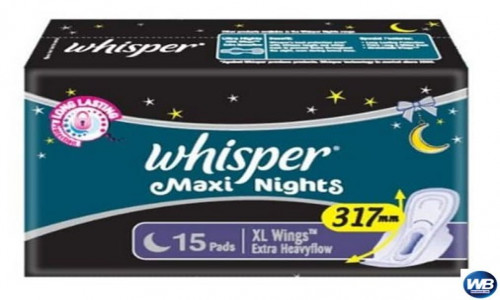 whisper
LONG LASTING
whisper
Maxi Nights
317mm
15 Pads
XL Wings™
Extra Heavyflow
WB